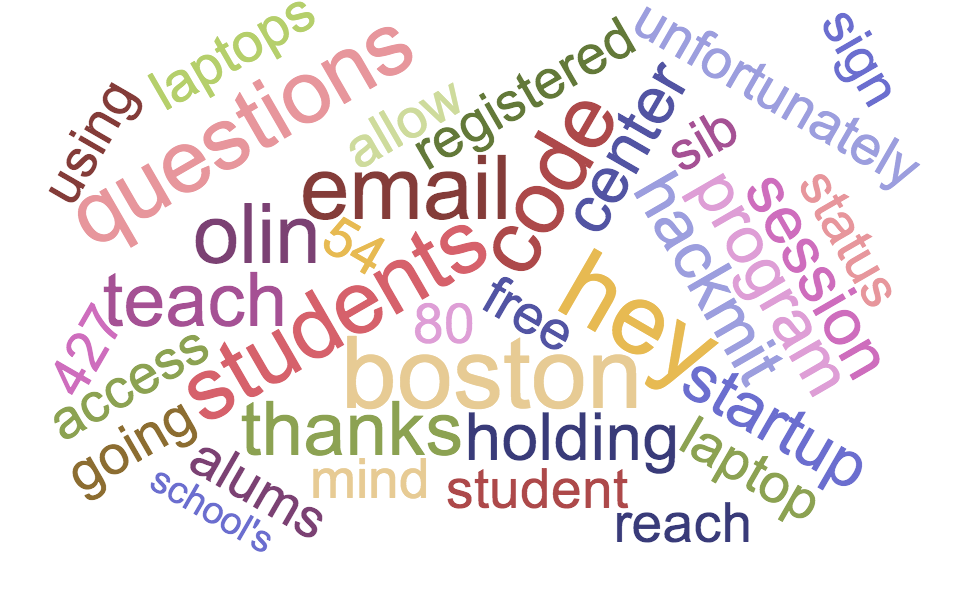 laptops
questions
using
allow
registered
unfortunately
sign
code
center
sib
email
olin
54
students
hackmit
program
session
status
teach
427
80
free
hey
access
boston
startup
going
thanks
holding
laptop
alums
mind
student
school's
reach